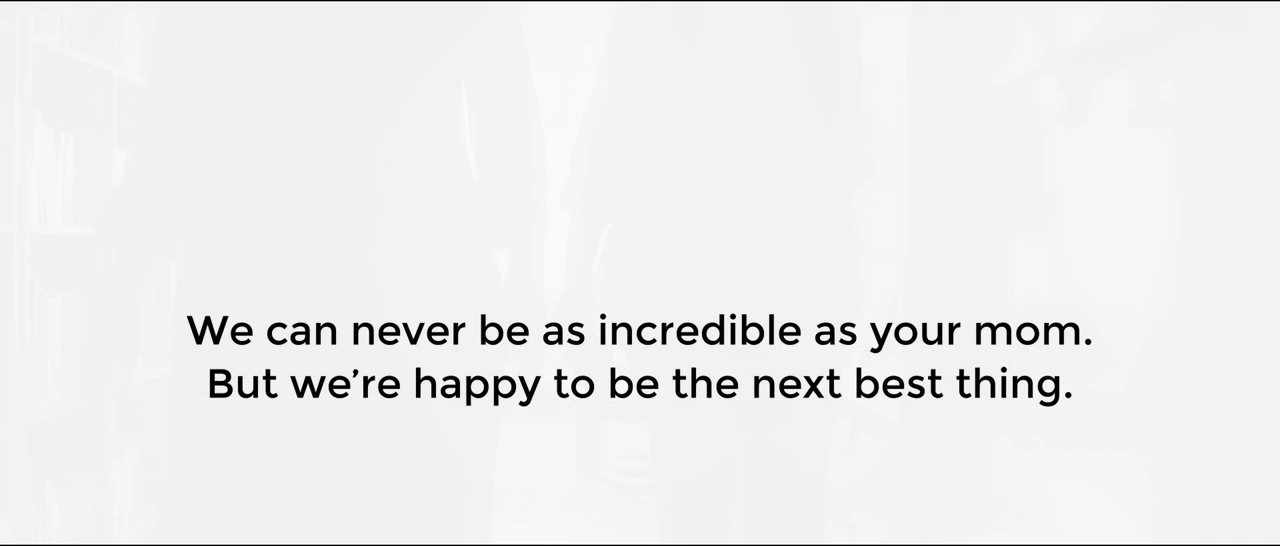 We can never be as incredible as your mom.
But we’re happy to be the next best thing.